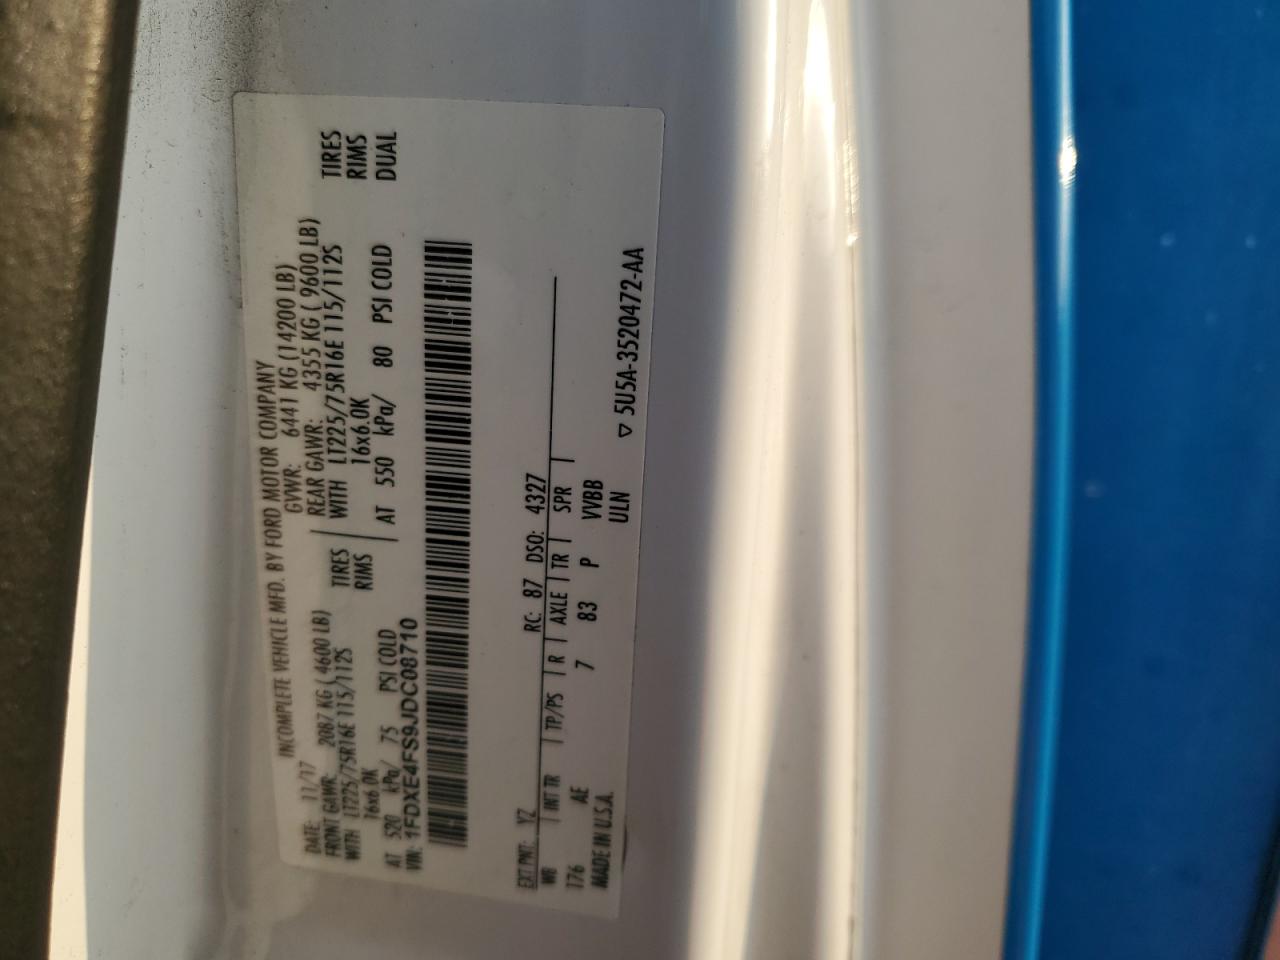 INCOMPLETE VEHICLE MFD. BY FORD MOTOR COMPANY
DATE: 11/17 GVWR: 6441 KG (14200 LB)
FRONT GAWR: 2087 KG ( 4600 LB) REAR GAWR: 4355 KG ( 9600 LB)
WITH LT225/75R16E 115/112S TIRES WITH LT225/75R16E 115/112S TIRES
16x6.0K RIMS 16x6.0K RIMS
AT 520 kPa/ 75 PSI COLD AT 550 kPa/ 80 PSI COLD DUAL
VIN: 1FDXE4FS9JDC08710
EXT PNT: YZ RC: 87 DSO: 4327
WB INT TR TP/PS R AXLE TR SPR
176 AE 7 83 P VVBB
MADE IN U.S.A. ULN
▽ 5U5A-3520472-AA